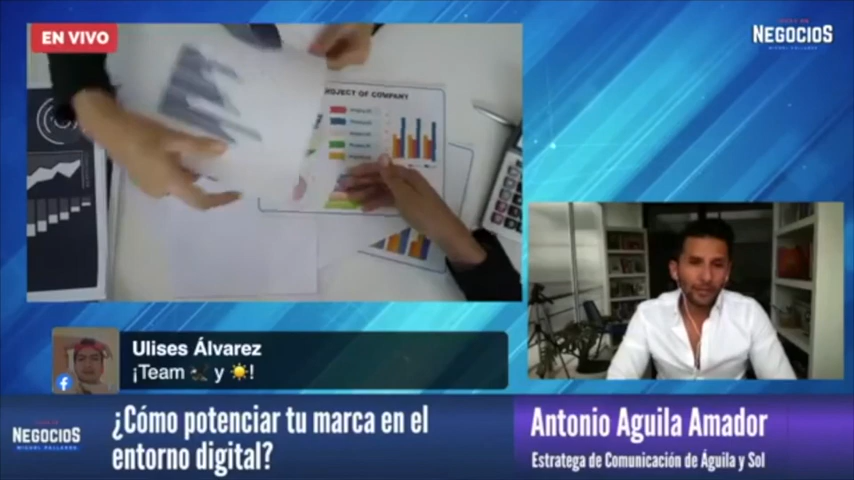 EN VIVO
NEGOCIOS
PROJECT OF COMPANY
Ulises Álvarez
¡Team 🦅 y ☀️!
NEGOCIOS
¿Cómo potenciar tu marca en el
entorno digital?
Antonio Aguila Amador
Estratega de Comunicación de Águila y Sol